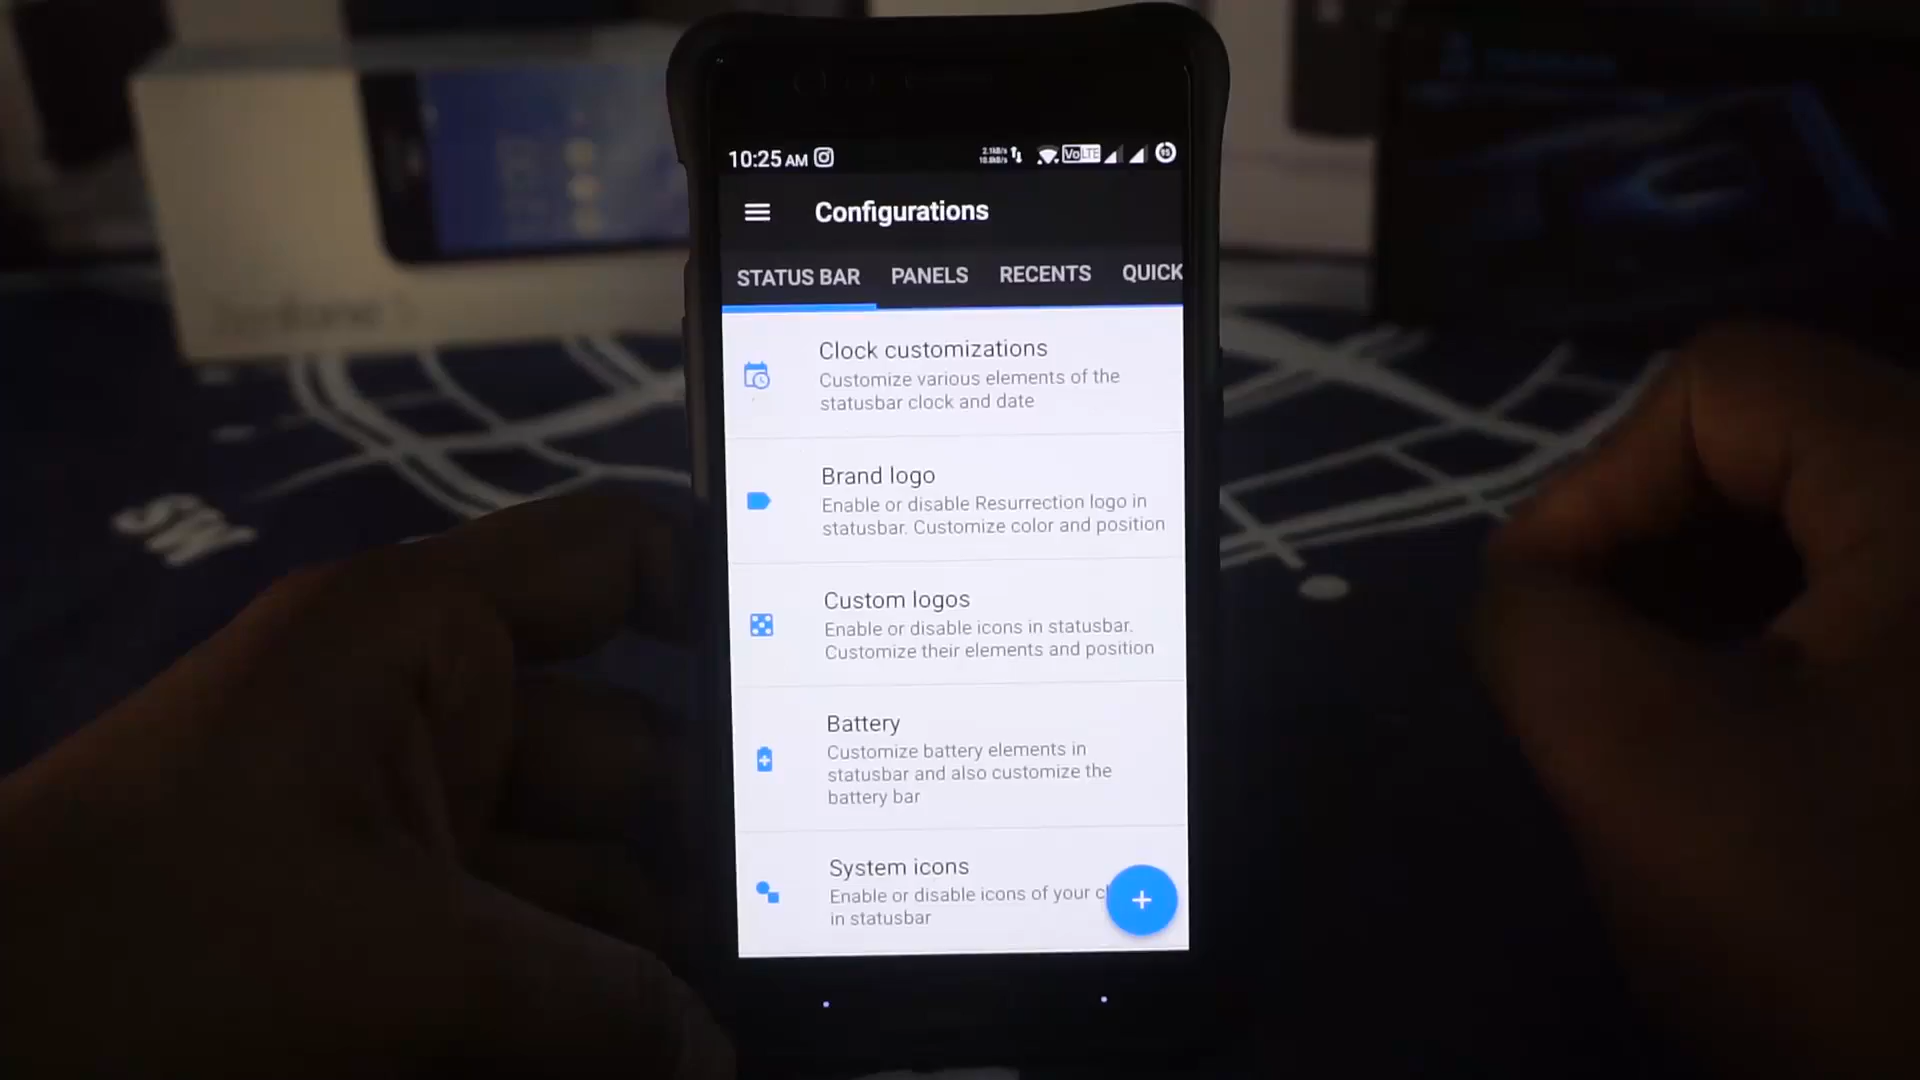 10:25 AM
VoLTE
15
Configurations
STATUS BAR PANELS RECENTS QUICK
Clock customizations
Customize various elements of the
statusbar clock and date
Brand logo
Enable or disable Resurrection logo in
statusbar. Customize color and position
Custom logos
Enable or disable icons in statusbar.
Customize their elements and position
Battery
Customize battery elements in
statusbar and also customize the
battery bar
System icons
Enable or disable icons of your
in statusbar